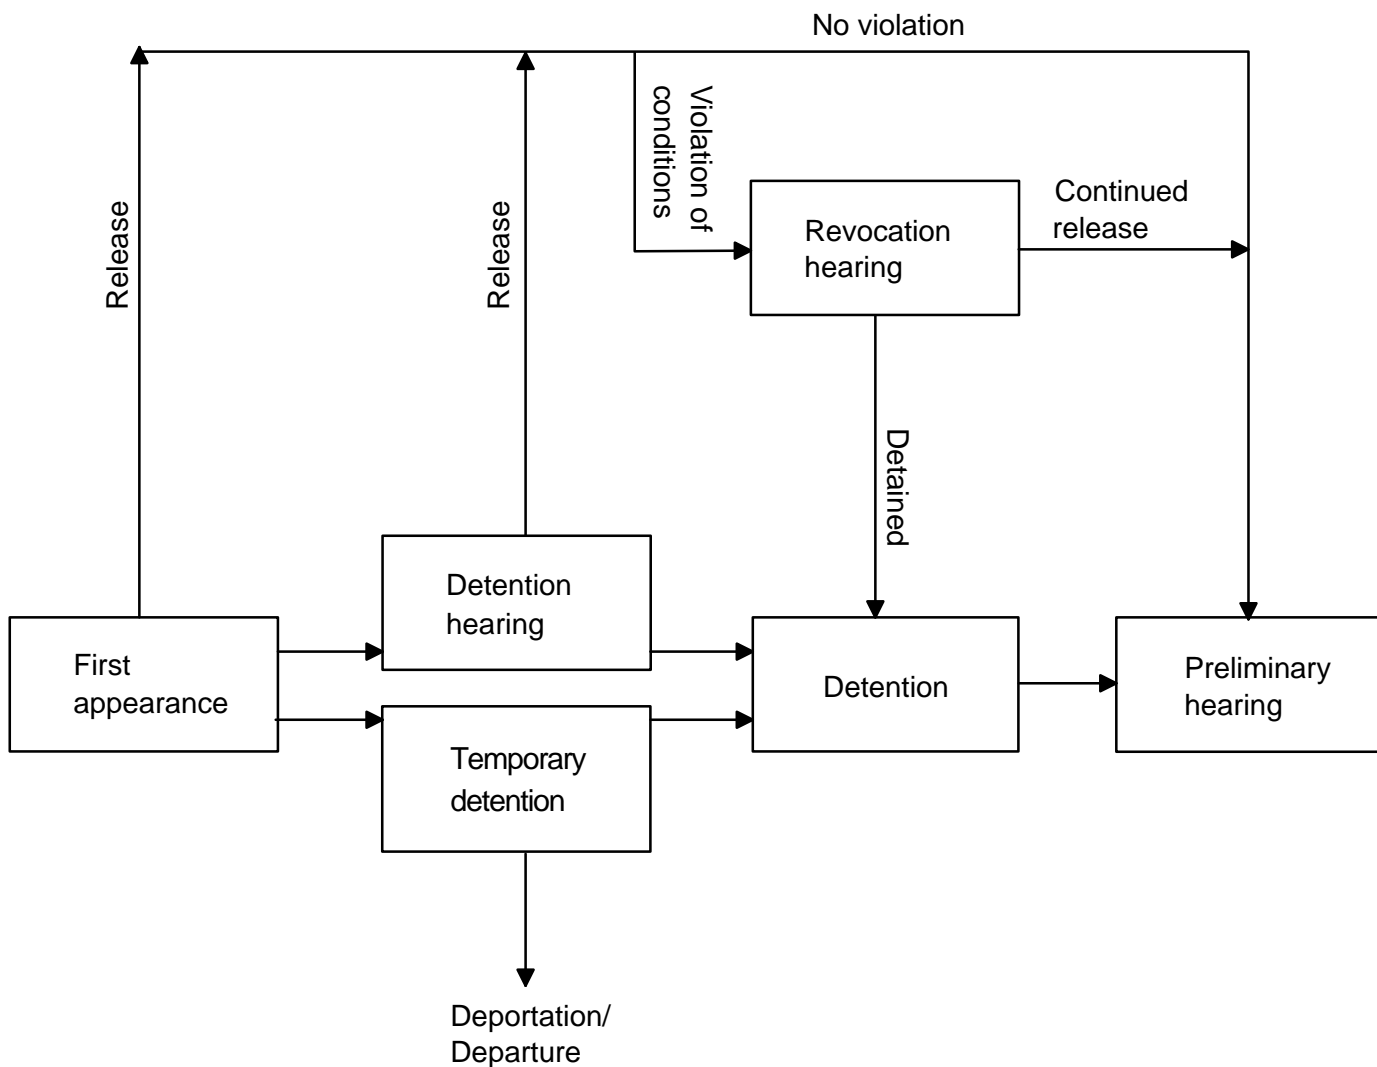 No violation
Violation of
conditions
Release
Release
Revocation
hearing
Continued
release
Detained
Detention
hearing
First
appearance
Temporary
detention
Detention
Preliminary
hearing
Deportation/
Departure